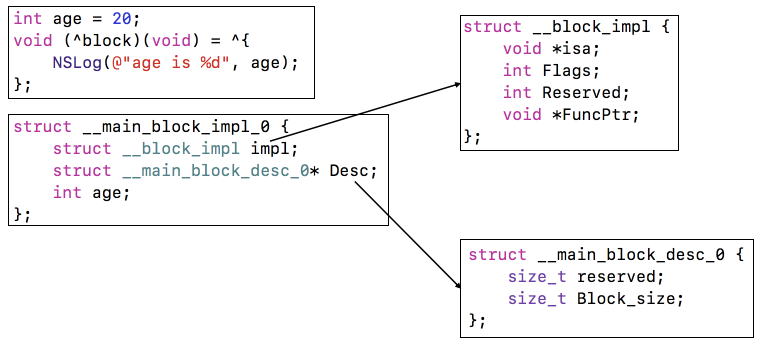 int age = 20;
void (^block)(void) = ^{
    NSLog(@"age is %d", age);
};
struct __main_block_impl_0 {
    struct __block_impl impl;
    struct __main_block_desc_0* Desc;
    int age;
};
struct __block_impl {
    void *isa;
    int Flags;
    int Reserved;
    void *FuncPtr;
};
struct __main_block_desc_0 {
    size_t reserved;
    size_t Block_size;
};